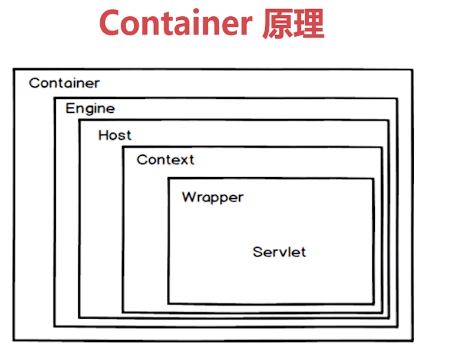 Container 原理
Container
Engine
Host
Context
Wrapper
Servlet